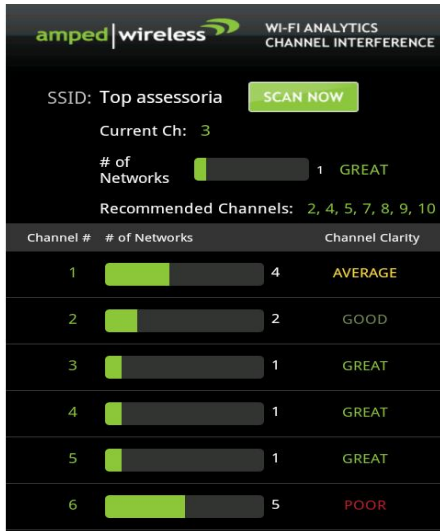 amped wireless
WI-FI ANALYTICS
CHANNEL INTERFERENCE
SSID: Top assessoria SCAN NOW
Current Ch: 3
# of
Networks 1 GREAT
Recommended Channels: 2, 4, 5, 7, 8, 9, 10
Channel # # of Networks Channel Clarity
1 4 AVERAGE
2 2 GOOD
3 1 GREAT
4 1 GREAT
5 1 GREAT
6 5 POOR